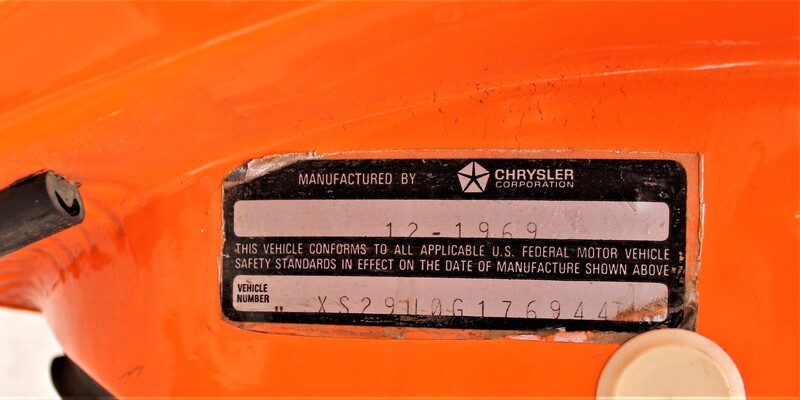 MANUFACTURED BY CHRYSLER CORPORATION
12-1969
THIS VEHICLE CONFORMS TO ALL APPLICABLE U.S. FEDERAL MOTOR VEHICLE
SAFETY STANDARDS IN EFFECT ON THE DATE OF MANUFACTURE SHOWN ABOVE
VEHICLE NUMBER " XS29L0G176944